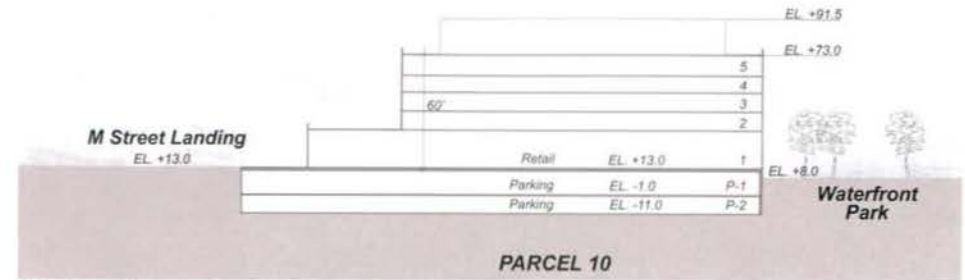 EL. +91.5
EL. +73.0
5
4
60' 3
2
M Street Landing
EL. +13.0
Retail EL. +13.0 1
EL. +8.0
Parking EL. -1.0 P-1
Parking EL. -11.0 P-2
Waterfront
Park
PARCEL 10